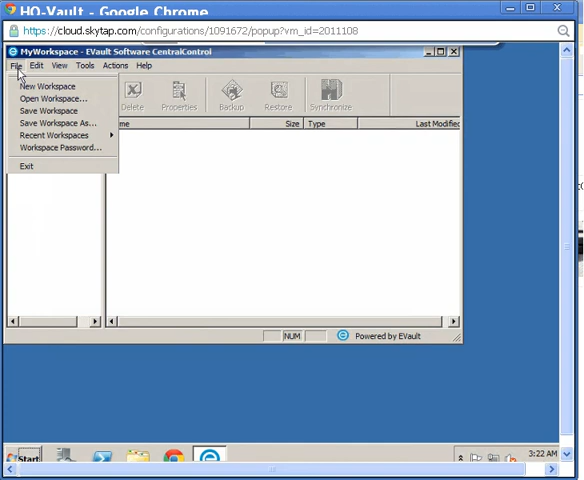 HQ-Vault - Google Chrome
https://cloud.skytap.com/configurations/1091672/popup?vm_id=2011108
MyWorkspace - EVault Software CentralControl
File Edit View Tools Actions Help
New Workspace
Open Workspace...
Save Workspace
Save Workspace As...
Recent Workspaces
Workspace Password...
Exit
Delete Properties Backup Restore Synchronize
me Size Type Last Modified
NUM Powered by EVault
Start 3:22 AM